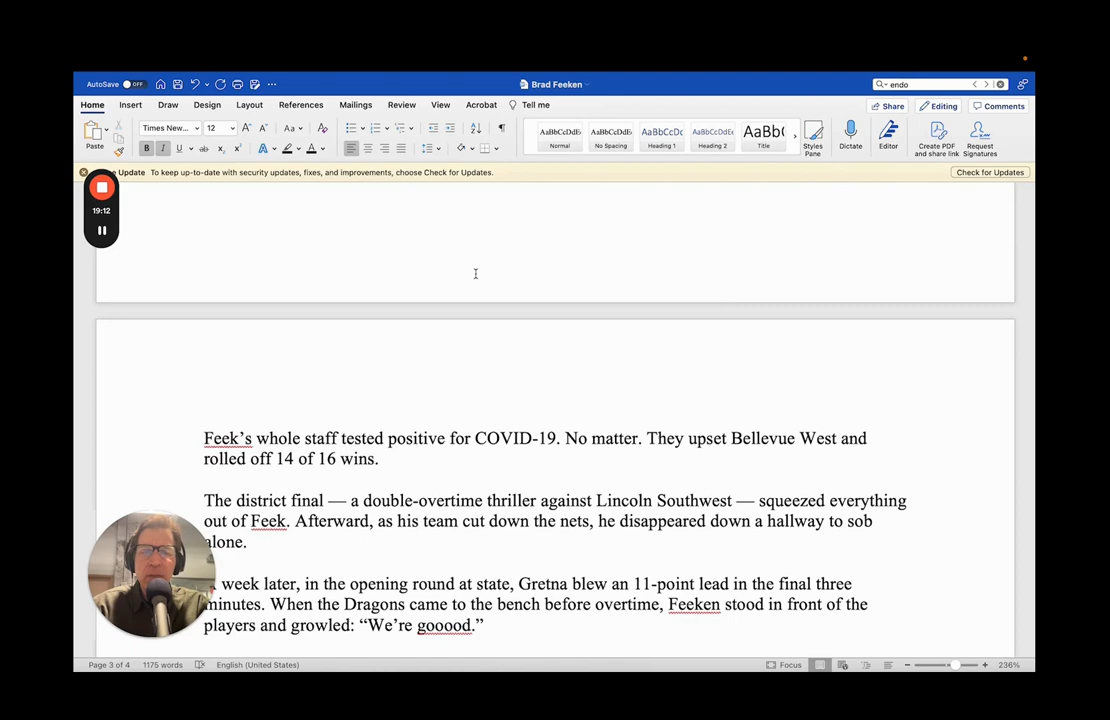 AutoSave OFF Brad Feeken endo
Home Insert Draw Design Layout References Mailings Review View Acrobat Tell me
Share Editing Comments
Paste Times New... 12 Aa
AaBbCcDdE AaBbCcDdE AaBbCcDc AaBbCcDdE AaBb(
Normal No Spacing Heading 1 Heading 2 Title Styles Pane Dictate Editor Create PDF and share link Request Signatures
Update To keep up-to-date with security updates, fixes, and improvements, choose Check for Updates. Check for Updates
19:12
Feek's whole staff tested positive for COVID-19. No matter. They upset Bellevue West and
rolled off 14 of 16 wins.
The district final — a double-overtime thriller against Lincoln Southwest — squeezed everything
out of Feek. Afterward, as his team cut down the nets, he disappeared down a hallway to sob
alone.
week later, in the opening round at state, Gretna blew an 11-point lead in the final three
minutes. When the Dragons came to the bench before overtime, Feeken stood in front of the
players and growled: “We’re gooood.”
Page 3 of 4 1175 words English (United States) Focus 236%